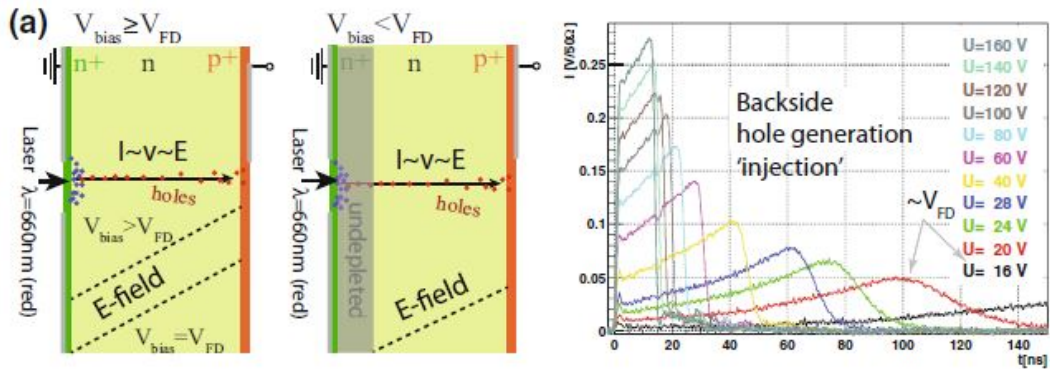 (a)
V_bias ≥ V_FD
n+ n p+
Laser λ=660nm (red)
I~v~E
holes
V_bias > V_FD
E-field
V_bias = V_FD
V_bias < V_FD
n+ n p+
Laser λ=660nm (red)
I~v~E
holes
undepleted
E-field
I [V/50Ω]
0.25
0.2
0.15
0.1
0.05
0
0 20 40 60 80 100 120 140
t[ns]
Backside
hole generation
'injection'
~V_FD
U=160 V
U=140 V
U=120 V
U=100 V
U= 80 V
U= 60 V
U= 40 V
U= 28 V
U= 24 V
U= 20 V
U= 16 V